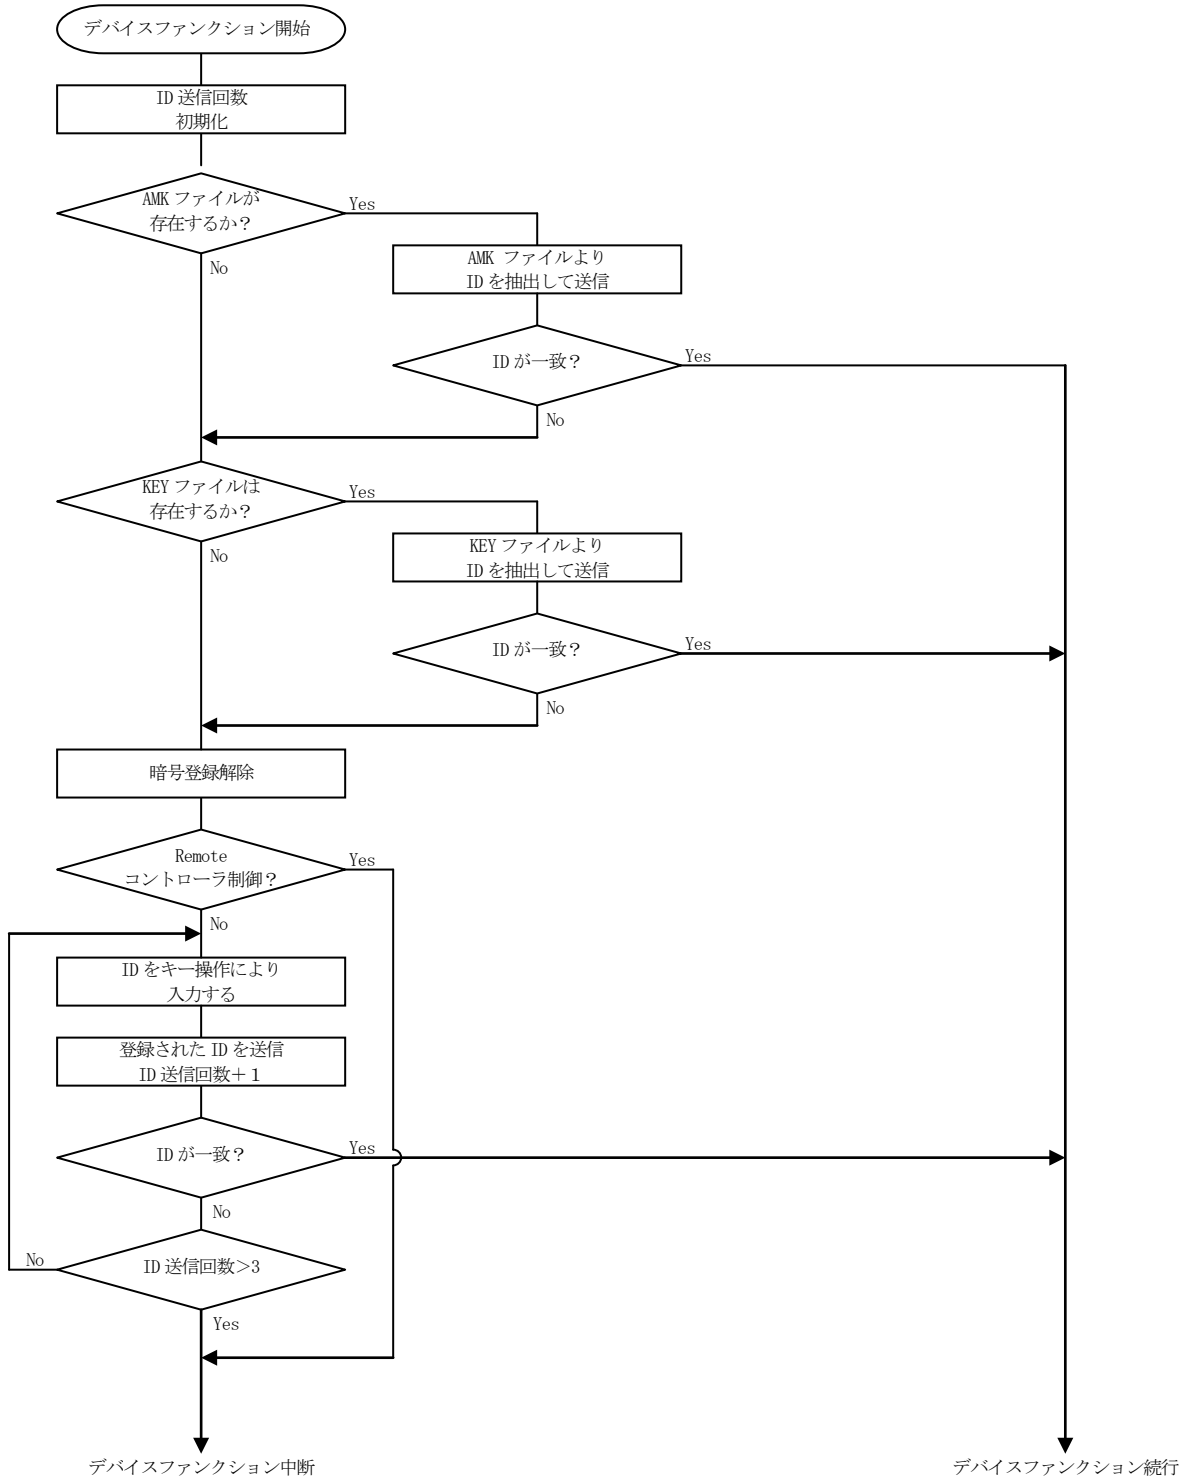 デバイスファンクション開始
ID 送信回数
初期化
AMK ファイルが
存在するか？
Yes
No
AMK ファイルより
ID を抽出して送信
ID が一致？
Yes
No
KEY ファイルは
存在するか？
Yes
No
KEY ファイルより
ID を抽出して送信
ID が一致？
Yes
No
暗号登録解除
Remote
コントローラ制御？
Yes
No
ID をキー操作により
入力する
登録された ID を送信
ID 送信回数＋１
ID が一致？
Yes
No
ID 送信回数＞3
No
Yes
デバイスファンクション中断
デバイスファンクション続行